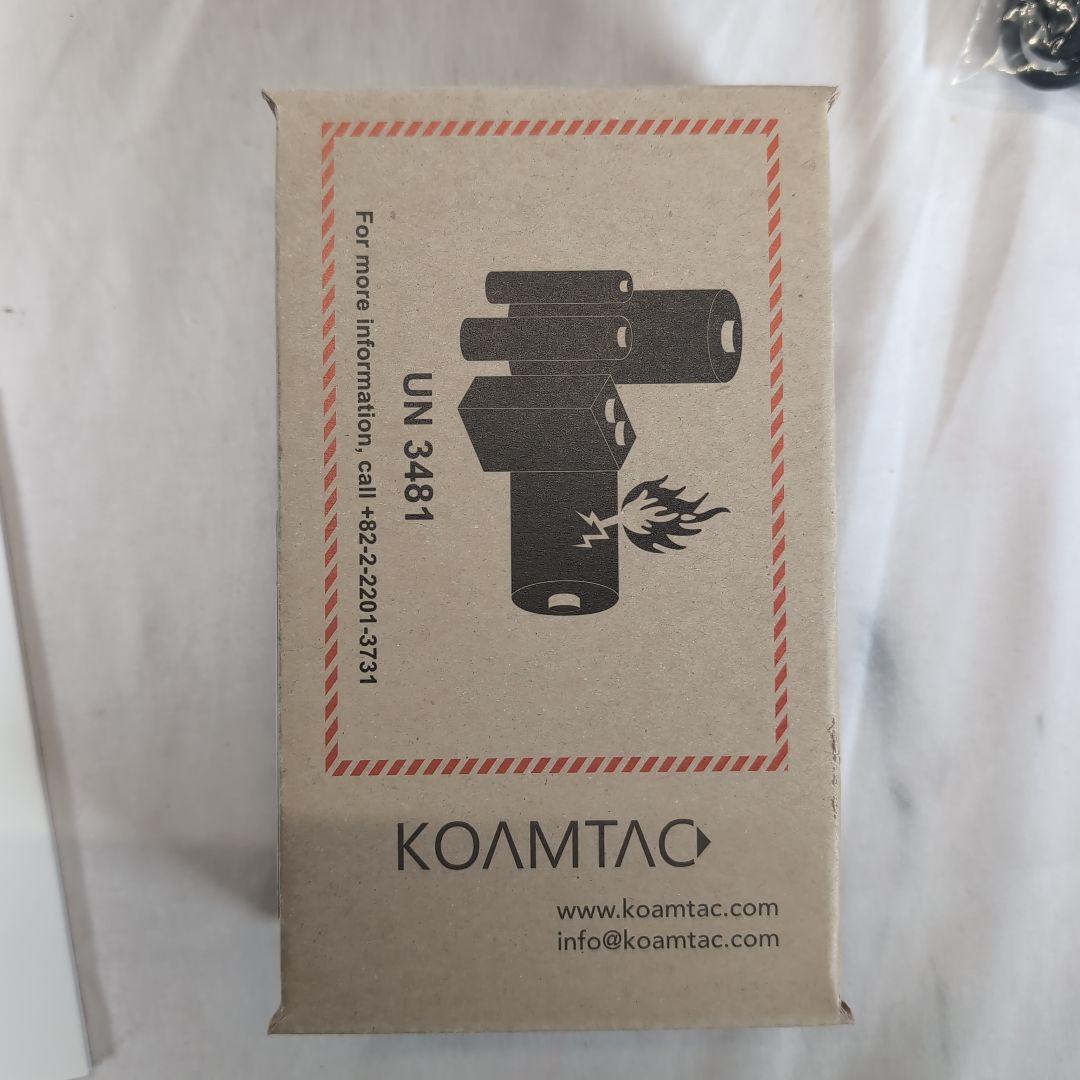 UN 3481
For more information, call +82-2-2201-3731
KOAMTAC
www.koamtac.com
info@koamtac.com